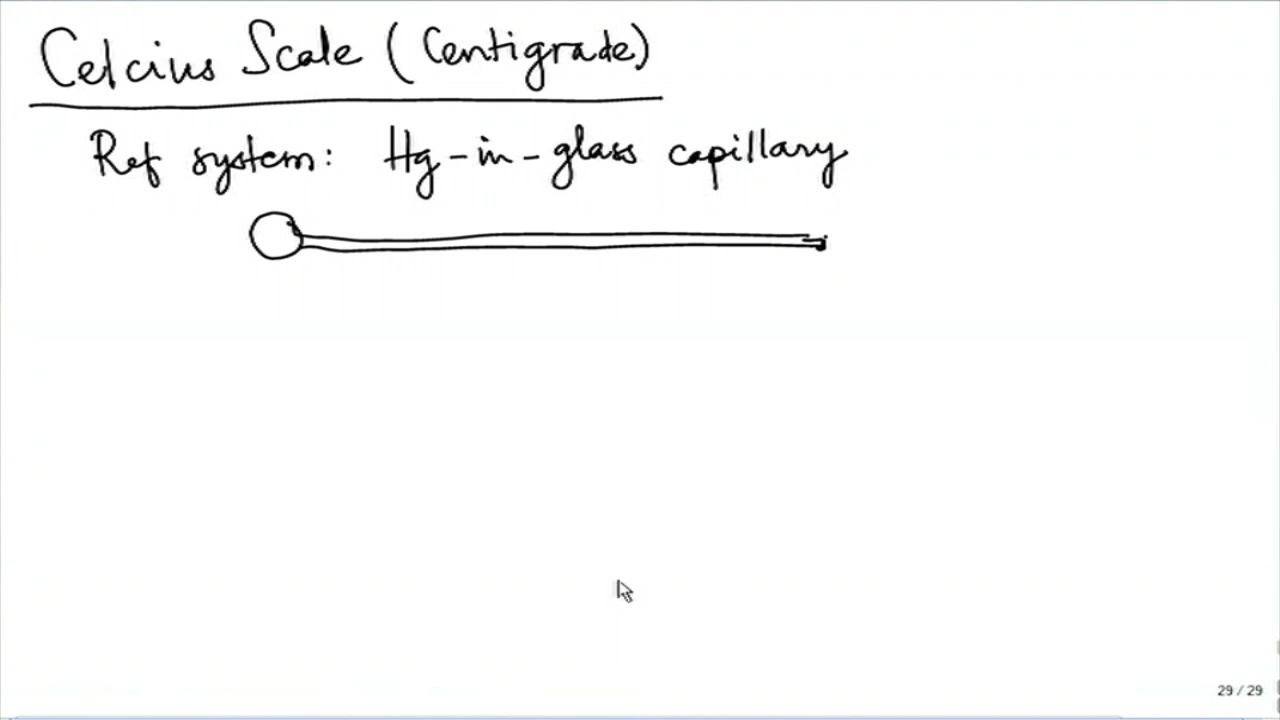 Celcius Scale (Centigrade)
Ref system: Hg-in-glass capillary
29 / 29